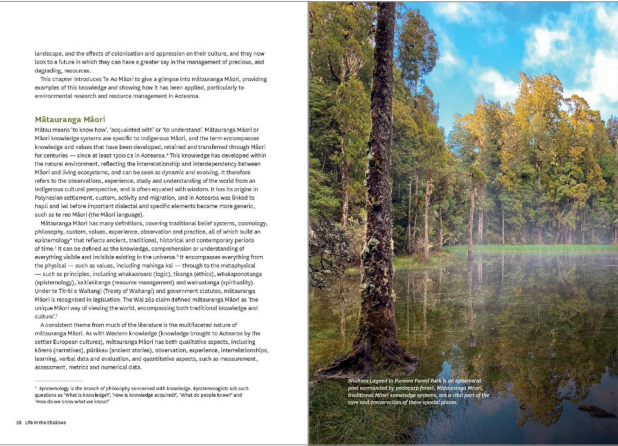 landscape, and the effects of colonisation and oppression on their culture, and they now
look to a future in which they can have a greater say in the management of precious, and
degrading, resources.
This chapter introduces Te Ao Māori to give a glimpse into mātauranga Māori, providing
examples of this knowledge and showing how it has been applied, particularly to
environmental research and resource management in Aotearoa.
Mātauranga Māori
Mātau means 'to know how', 'acquainted with' or 'to understand'. Mātauranga Māori or
Māori knowledge systems are specific to Indigenous Māori, and the term encompasses
knowledge and values that have been developed, retained and transferred through Māori
for centuries — since at least 1300 CE in Aotearoa. This knowledge has developed within
the natural environment, reflecting the interrelationship and interdependency between
Māori and living ecosystems, and can be seen as dynamic and evolving. It therefore
refers to the observations, experience, study and understanding of the world from an
Indigenous cultural perspective, and is often equated with wisdom. It has its origins in
Polynesian settlement, custom, activity and migration, and in Aotearoa was linked to
hapū and iwi before important dialectal and specific elements became more generic,
such as te reo Māori (the Māori language).
Mātauranga Māori has many definitions, covering traditional belief systems, cosmology,
philosophy, custom, values, experience, observation and practice, all of which build an
epistemology* that reflects ancient, traditional, historical and contemporary periods
of time. It can be defined as the knowledge, comprehension or understanding of
everything visible and invisible existing in the universe. It encompasses everything from
the physical — such as values, including mahinga kai — through to the metaphysical
— such as principles, including whakaaroaro (logic), tikanga (ethics), whakaponotanga
(epistemology), kaitiakitanga (resource management) and wairuatanga (spirituality).
Under te Tiriti o Waitangi (Treaty of Waitangi) and government statutes, mātauranga
Māori is recognised in legislation. The Wai 262 claim defined mātauranga Māori as 'the
unique Māori way of viewing the world, encompassing both traditional knowledge and
culture'.
A consistent theme from much of the literature is the multifaceted nature of
mātauranga Māori. As with Western knowledge (knowledge brought to Aotearoa by the
settler European cultures), mātauranga Māori has both qualitative aspects, including
kōrero (narratives), pūrākau (ancient stories), observation, experience, interrelationships,
learning, verbal data and evaluation, and quantitative aspects, such as measurement,
assessment, metrics and numerical data.
* Epistemology is the branch of philosophy concerned with knowledge. Epistemologists ask such
questions as 'What is knowledge?', 'How is knowledge acquired?', 'What do people know?' and
'How do we know what we know?'
28 Life in the Shallows
Waihora Lagoon in Pureora Forest Park is an ephemeral
pool surrounded by podocarp forest. Mātauranga Māori,
traditional Māori knowledge systems, are a vital part of the
care and conservation of these special places.